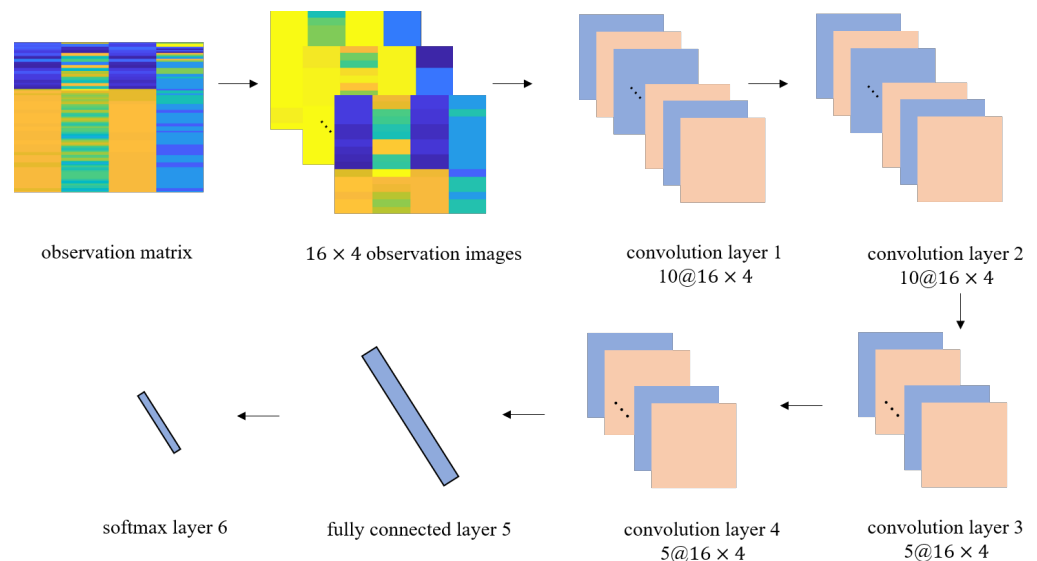 observation matrix
16 × 4 observation images
convolution layer 1
10@16 × 4
convolution layer 2
10@16 × 4
softmax layer 6
fully connected layer 5
convolution layer 4
5@16 × 4
convolution layer 3
5@16 × 4